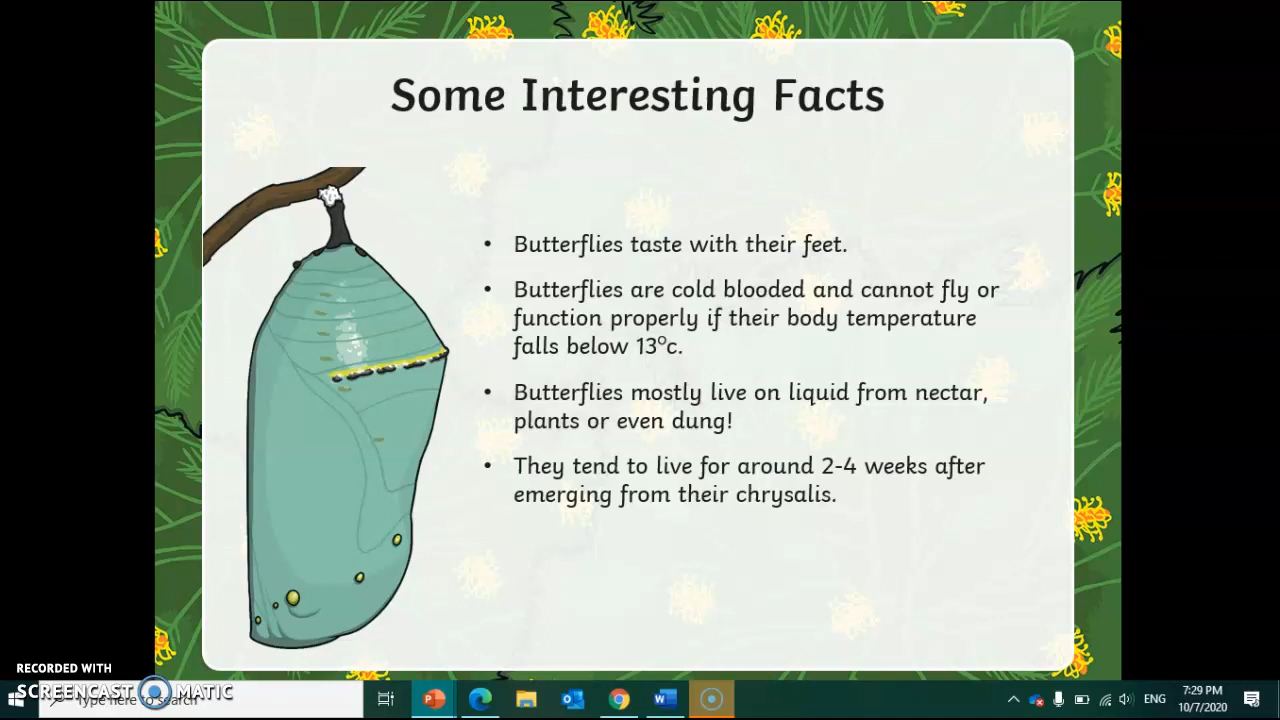 Some Interesting Facts
• Butterflies taste with their feet.
• Butterflies are cold blooded and cannot fly or
function properly if their body temperature
falls below 13ºc.
• Butterflies mostly live on liquid from nectar,
plants or even dung!
• They tend to live for around 2-4 weeks after
emerging from their chrysalis.
RECORDED WITH
SCREENCAST MATIC
Type here to search
ENG
7:29 PM
10/7/2020